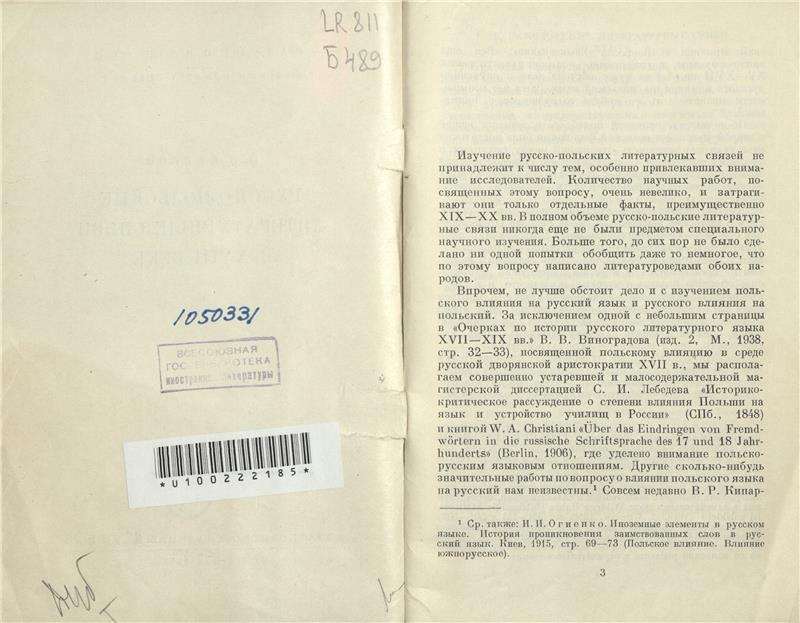 LR 811
Б 489
1050331
ВСЕСОЮЗНАЯ
ГОС. БИБЛИОТЕКА
иностранной литературы
*U100222185*
Изучение русско-польских литературных связей не
принадлежит к числу тем, особенно привлекавших внима-
ние исследователей. Количество научных работ, по-
священных этому вопросу, очень невелико, и затраги-
вают они только отдельные факты, преимущественно
XIX—XX вв. В полном объеме русско-польские литератур-
ные связи никогда еще не были предметом специального
научного изучения. Больше того, до сих пор не было сде-
лано ни одной попытки обобщить даже то немногое, что
по этому вопросу написано литературоведами обоих на-
родов.
Впрочем, не лучше обстоит дело и с изучением поль-
ского влияния на русский язык и русского влияния на
польский. За исключением одной с небольшим страницы
в «Очерках по истории русского литературного языка
XVII—XIX вв.» В. В. Виноградова (изд. 2, М., 1938,
стр. 32—33), посвященной польскому влиянию в среде
русской дворянской аристократии XVII в., мы распола-
гаем совершенно устаревшей и малосодержательной ма-
гистерской диссертацией С. И. Лебедева «Историко-
критическое рассуждение о степени влияния Польши на
язык и устройство училищ в России» (СПб., 1848)
и книгой W. A. Christiani «Über das Eindringen von Fremd-
wörtern in die russische Schriftsprache des 17 und 18 Jahr-
hunderts» (Berlin, 1906), где уделено внимание польско-
русским языковым отношениям. Другие сколько-нибудь
значительные работы по вопросу о влиянии польского языка
на русский нам неизвестны.¹ Совсем недавно В. Р. Кипар-
¹ Ср. также: И. И. Огиенко. Иноземные элементы в русском
языке. История проникновения заимствованных слов в рус-
ский язык. Киев, 1915, стр. 69—73 (Польское влияние. Влияние
южнорусское).
3